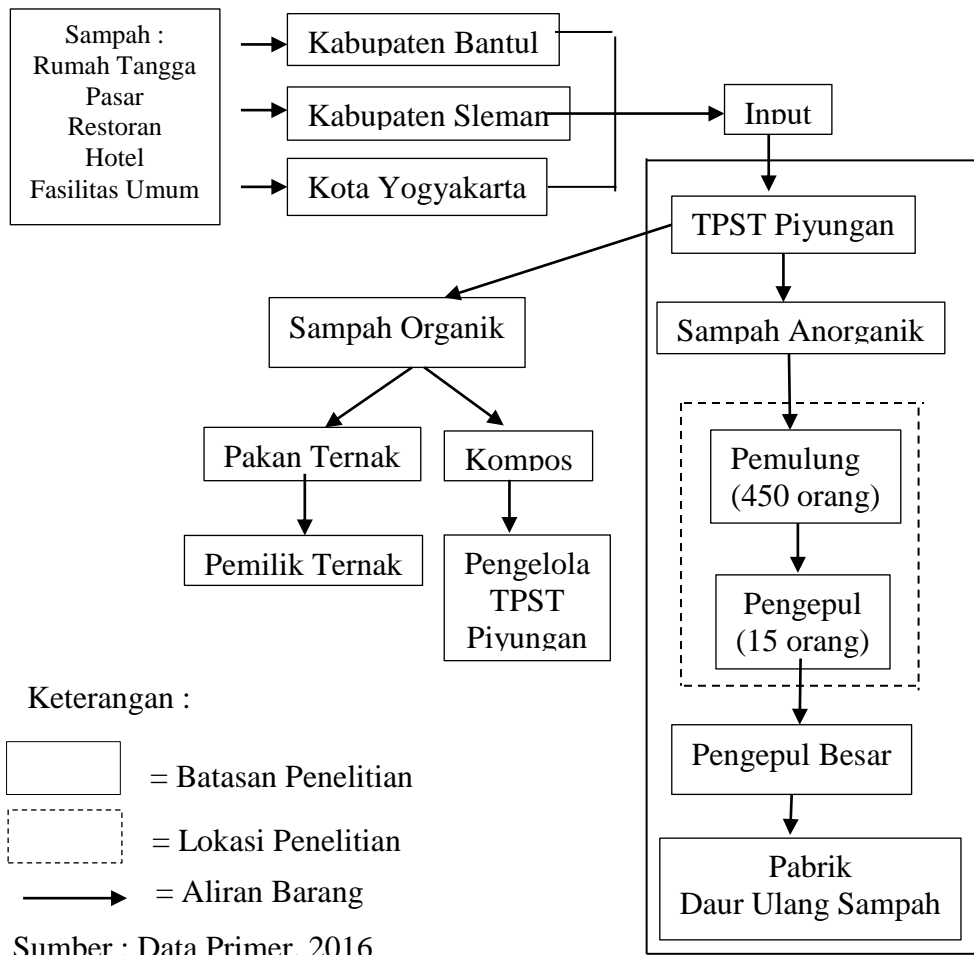 Sampah :
Rumah Tangga
Pasar
Restoran
Hotel
Fasilitas Umum
Kabupaten Bantul
Kabupaten Sleman
Kota Yogyakarta
Input
TPST Piyungan
Sampah Organik
Sampah Anorganik
Pakan Ternak
Kompos
Pemulung
(450 orang)
Pemilik Ternak
Pengelola
TPST
Piyungan
Pengepul
(15 orang)
Pengepul Besar
Pabrik
Daur Ulang Sampah
Keterangan :
= Batasan Penelitian
= Lokasi Penelitian
= Aliran Barang
Sumber : Data Primer, 2016